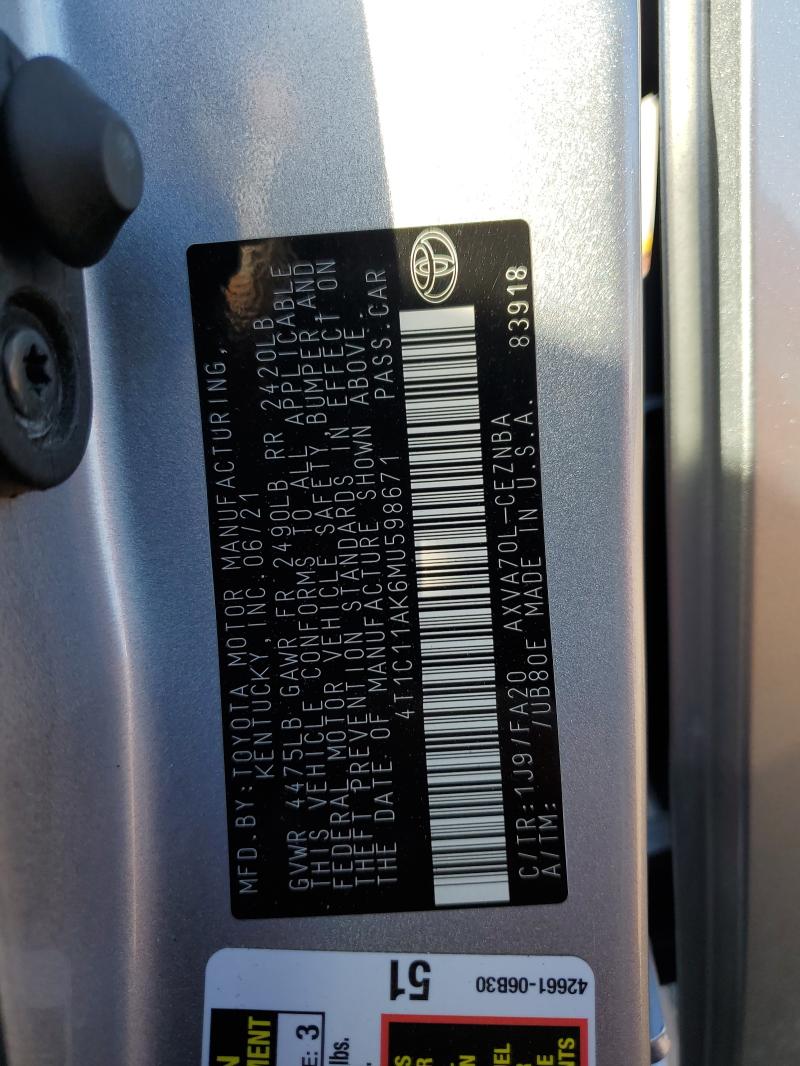 MFD.BY:TOYOTA MOTOR MANUFACTURING,
KENTUCKY, INC. 06/21
GVWR 4475LB GAWR FR 2490LB RR 2420LB
THIS VEHICLE CONFORMS TO ALL APPLICABLE
FEDERAL MOTOR VEHICLE SAFETY, BUMPER AND
THEFT PREVENTION STANDARDS IN EFFECT ON
THE DATE OF MANUFACTURE SHOWN ABOVE.
4T1C11AK6MU598671 PASS.CAR
C/TR:1J9/FA20 AXVA70L-CEZNBA 83918
A/TM: /UB80E MADE IN U.S.A.
51
42661-06B30
E: 3
lbs.